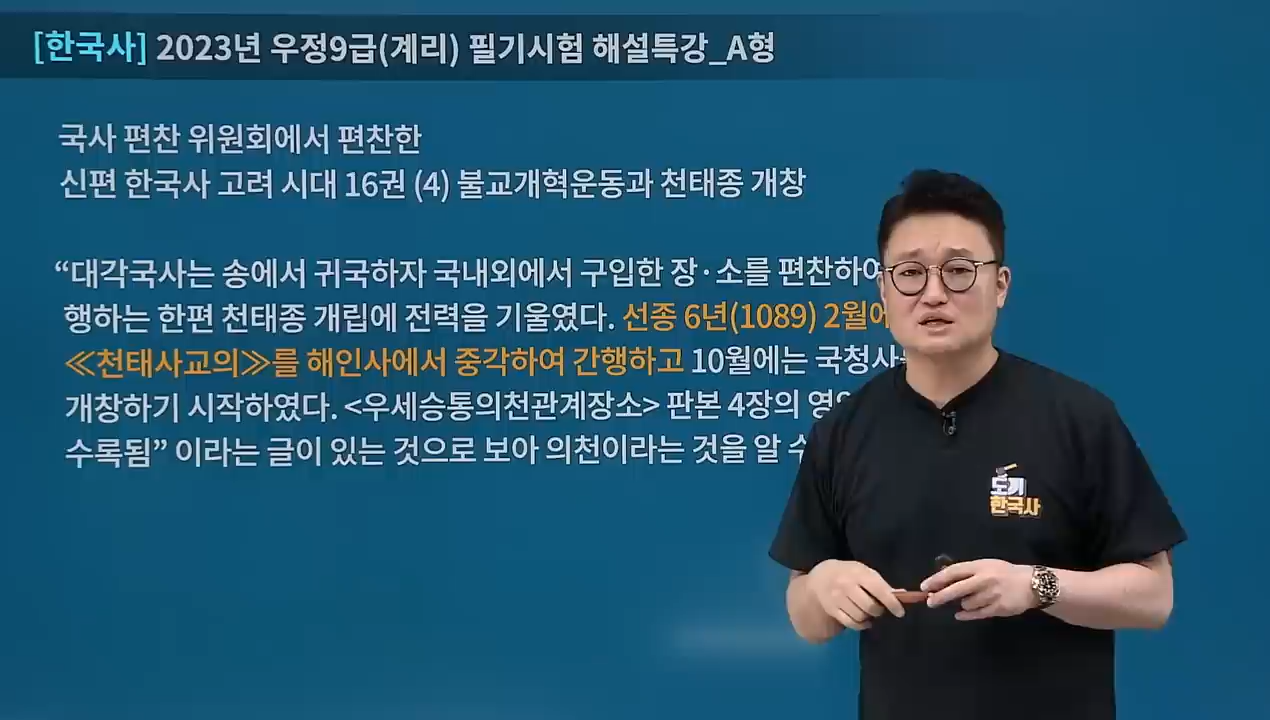 [한국사] 2023년 우정9급(계리) 필기시험 해설특강_A형
국사 편찬 위원회에서 편찬한
신편 한국사 고려 시대 16권 (4) 불교개혁운동과 천태종 개창
“대각국사는 송에서 귀국하자 국내외에서 구입한 장·소를 편찬하여
행하는 한편 천태종 개립에 전력을 기울였다. 선종 6년(1089) 2월에
≪천태사교의≫를 해인사에서 중각하여 간행하고 10월에는 국청사를
개창하기 시작하였다. <우세승통의천관계장소> 판본 4장의
수록됨” 이라는 글이 있는 것으로 보아 의천이라는 것을 알 수
도기
한국사